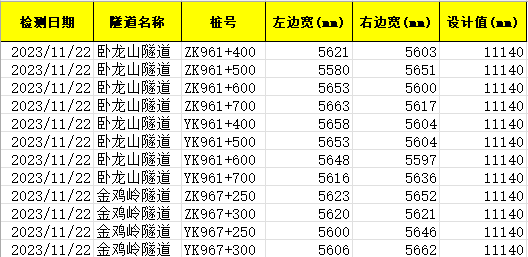 检测日期 隧道名称 桩号 左边宽(mm) 右边宽(mm) 设计值(mm)
2023/11/22 卧龙山隧道 ZK961+400 5621 5603 11140
2023/11/22 卧龙山隧道 ZK961+500 5580 5651 11140
2023/11/22 卧龙山隧道 ZK961+600 5653 5600 11140
2023/11/22 卧龙山隧道 ZK961+700 5663 5617 11140
2023/11/22 卧龙山隧道 YK961+400 5658 5604 11140
2023/11/22 卧龙山隧道 YK961+500 5653 5604 11140
2023/11/22 卧龙山隧道 YK961+600 5648 5597 11140
2023/11/22 卧龙山隧道 YK961+700 5616 5636 11140
2023/11/22 金鸡岭隧道 ZK967+250 5623 5652 11140
2023/11/22 金鸡岭隧道 ZK967+300 5620 5621 11140
2023/11/22 金鸡岭隧道 YK967+250 5600 5646 11140
2023/11/22 金鸡岭隧道 YK967+300 5606 5662 11140